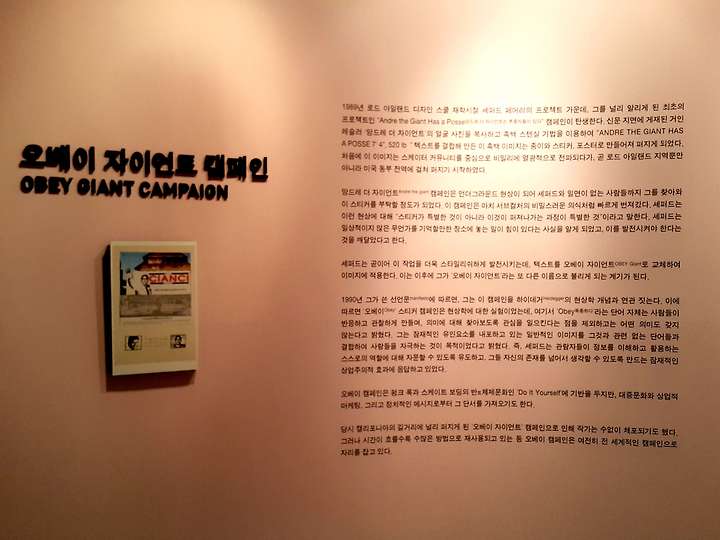 오베이 자이언트 캠페인
OBEY GIANT CAMPAIGN
GIANT
1989년 로드 아일랜드 디자인 스쿨 재학시절 셰퍼드 페어리의 프로젝트 가운데, 그를 널리 알리게 된 최초의
프로젝트인 "Andre the Giant Has a Posse 캠페인이 탄생한다. 신문 지면에 게재된 거인
레슬러 '앙드레 더 자이언트'의 얼굴 사진을 복사하고 흑백 스텐실 기법을 이용하여 "ANDRE THE GIANT HAS
A POSSE 7' 4", 520 lb " 텍스트를 결합해 만든 이 흑백 이미지는 종이와 스티커, 포스터로 만들어져 퍼지게 되었다.
처음에 이 이미지는 스케이터 커뮤니티를 중심으로 비밀리에 열광적으로 전파되다가, 곧 로드 아일랜드 지역뿐만
아니라 미국 동부 전역에 걸쳐 퍼지기 시작하였다.
앙드레 더 자이언트Andre the giant 캠페인은 언더그라운드 현상이 되어 셰퍼드와 일면이 없는 사람들까지 그를 찾아와
이 스티커를 부탁할 정도가 되었다. 이 캠페인은 마치 서브컬처의 비밀스러운 의식처럼 빠르게 번져갔다. 셰퍼드는
이런 현상에 대해 "스티커가 특별한 것이 아니라 이것이 퍼져나가는 과정이 특별한 것"이라고 말한다. 셰퍼드는
일상적이지 않은 무언가를 기억할만한 장소에 놓는 일이 힘이 있다는 사실을 알게 되었고, 이를 발전시켜야 한다는
것을 깨달았다고 한다.
셰퍼드는 곧이어 이 작업을 더욱 스타일리쉬하게 발전시키는데, 텍스트를 오베이 자이언트OBEY Giant로 교체하여
이미지에 적용한다. 이는 이후에 그가 '오베이 자이언트'라는 또 다른 이름으로 불리게 되는 계기가 된다.
1990년 그가 쓴 선언문manifesto에 따르면, 그는 이 캠페인을 하이데거Heidegger의 현상학 개념과 연관 짓는다. 이에
따르면 '오베이Obey' 스티커 캠페인은 현상학에 대한 실험이었는데, 여기서 'Obey'라는 단어 자체는 사람들이
반응하고 관찰하게 만들며, 의미에 대해 찾아보도록 관심을 일으킨다는 점을 제외하고는 어떤 의미도 갖지
않는다고 밝혔다. 그는 잠재적인 유인요소를 내포하고 있는 일반적인 이미지를 그것과 관련 없는 단어들과
결합하여 사람들을 자극하는 것이 목적이었다고 밝혔다. 즉, 셰퍼드는 관람자들이 정보를 이해하고 활용하는
스스로의 역할에 대해 자문할 수 있도록 유도하고, 그들 자신의 존재를 넘어서 생각할 수 있도록 만드는 잠재적인
상업주의적 효과에 응답하고 있었다.
오베이 캠페인은 펑크 록과 스케이트 보딩의 반체제문화인 'Do It Yourself'에 기반을 두지만, 대중문화와 상업적
마케팅, 그리고 정치적인 메시지로부터 그 단서를 가져오기도 한다.
당시 캘리포니아의 길거리에 널리 퍼지게 된 '오베이 자이언트' 캠페인으로 인해 작가는 수없이 체포되기도 했다.
그러나 시간이 흐를수록 수많은 방법으로 재사용되고 있는 등 오베이 캠페인은 여전히 전 세계적인 캠페인으로
자리를 잡고 있다.